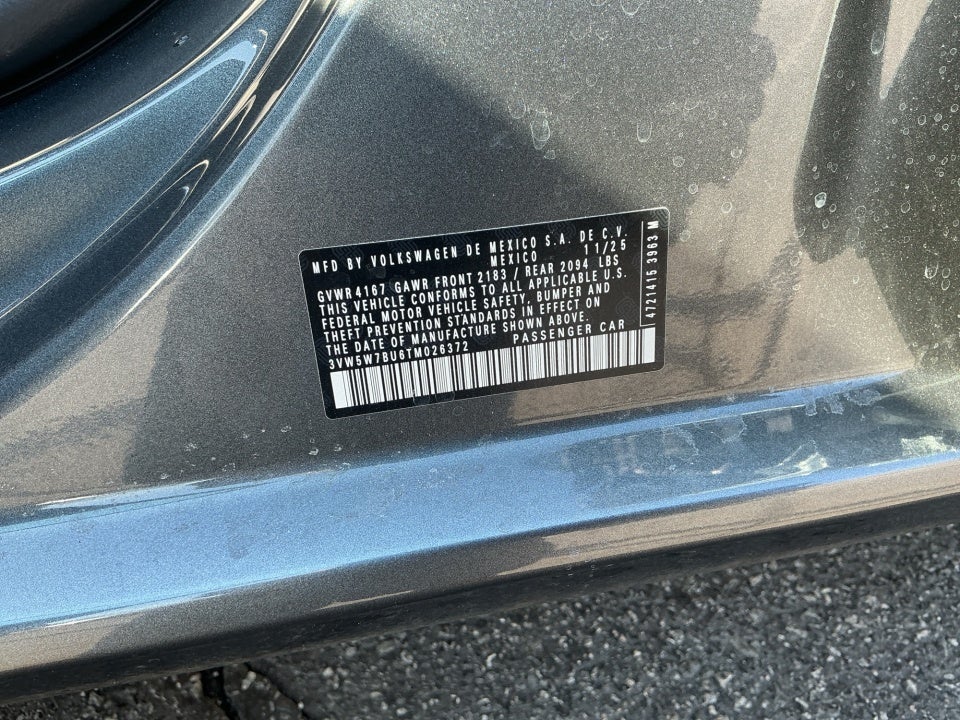 MFD BY VOLKSWAGEN DE MEXICO S.A. DE C.V.
MEXICO 11/25
GVWR 4167 GAWR FRONT 2183 / REAR 2094 LBS
THIS VEHICLE CONFORMS TO ALL APPLICABLE U.S.
FEDERAL MOTOR VEHICLE SAFETY, BUMPER AND
THEFT PREVENTION STANDARDS IN EFFECT ON
THE DATE OF MANUFACTURE SHOWN ABOVE.
3VW5W7BU6TM026372 PASSENGER CAR
4721415 3963 M